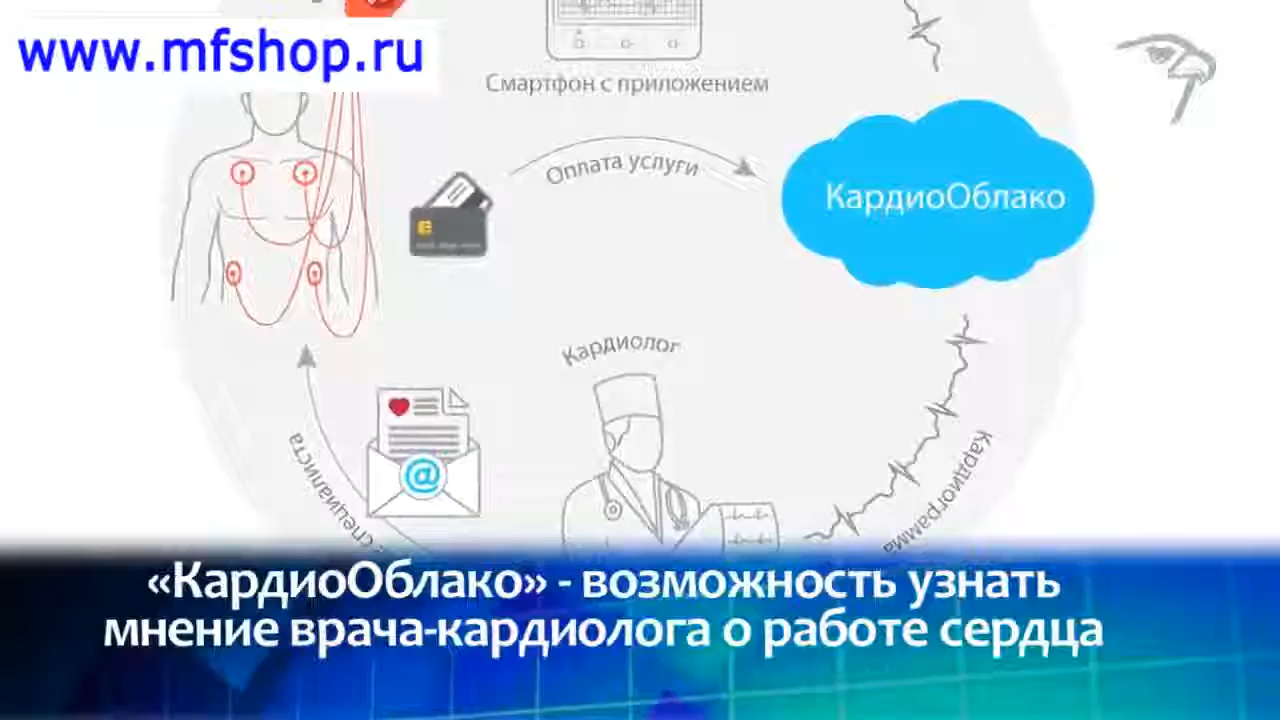 www.mfshop.ru
Смартфон с приложением
Оплата услуги
КардиоОблако
Кардиолог
специалиста
@
Кардиограмма
«КардиоОблако» - возможность узнать
мнение врача-кардиолога о работе сердца